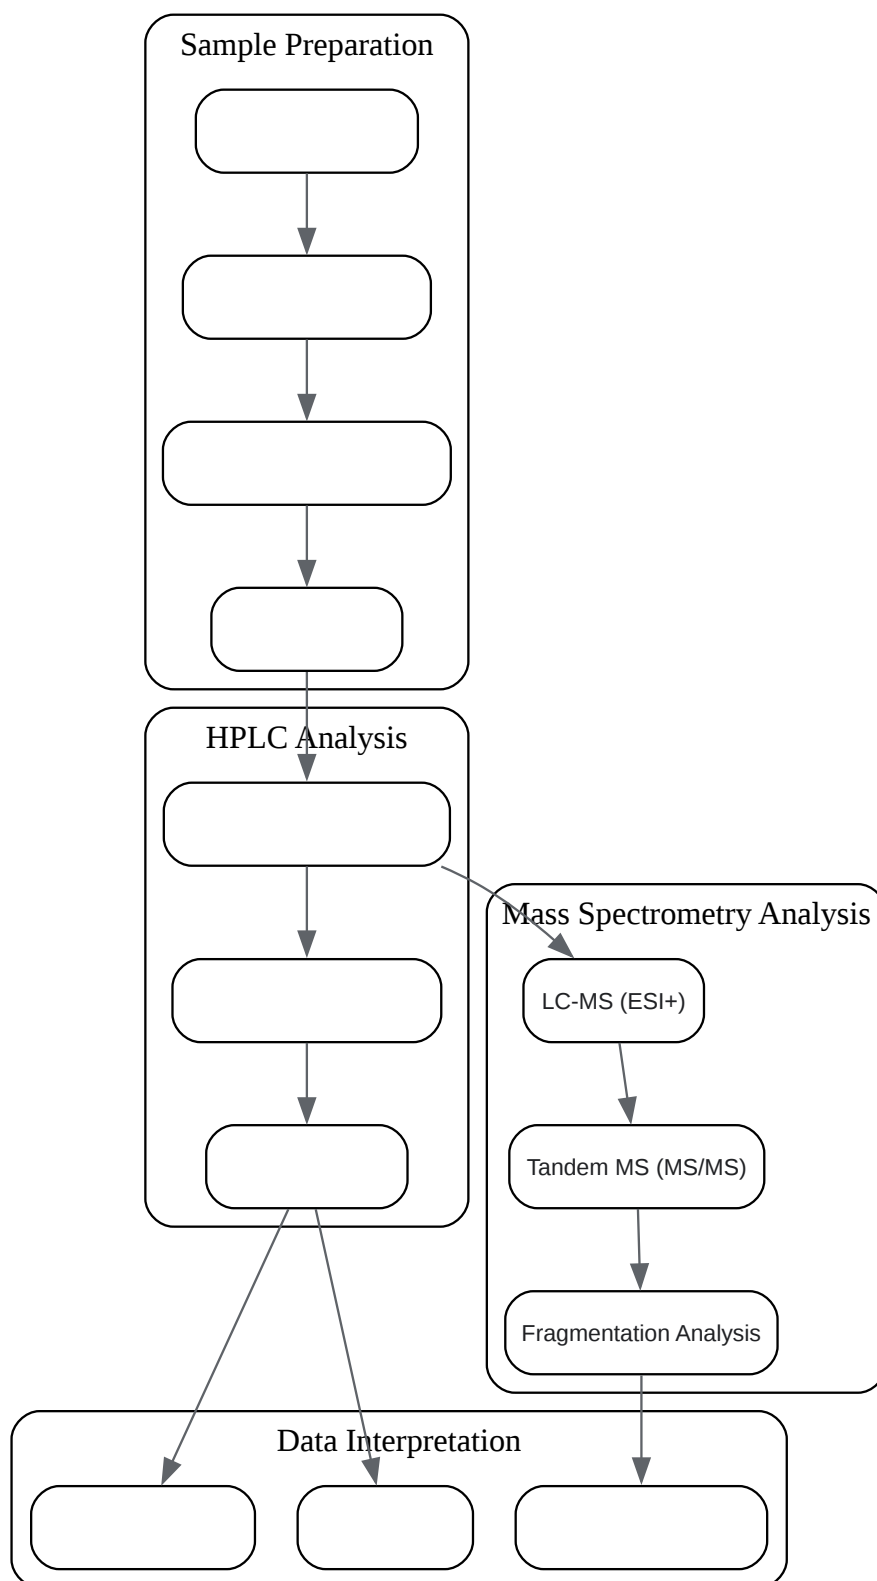 Sample Preparation
HPLC Analysis
Mass Spectrometry Analysis
LC-MS (ESI+)
Tandem MS (MS/MS)
Fragmentation Analysis
Data Interpretation